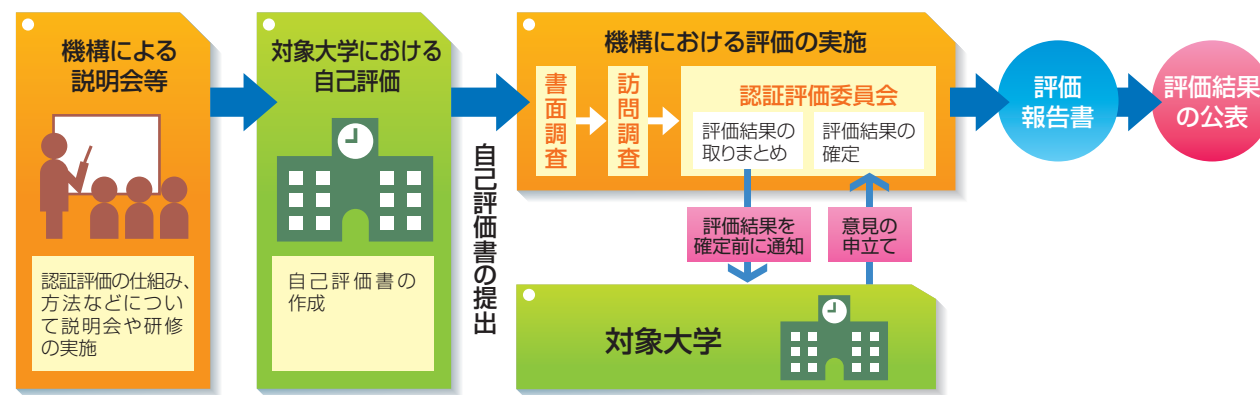 機構による
説明会等
認証評価の仕組み、
方法などについ
て説明会や研修
の実施
対象大学における
自己評価
自己評価書の
作成
自己評価書の提出
機構における評価の実施
書面調査
訪問調査
認証評価委員会
評価結果の
取りまとめ
評価結果の
確定
評価結果を
確定前に通知
意見の
申立て
対象大学
評価
報告書
評価結果
の公表